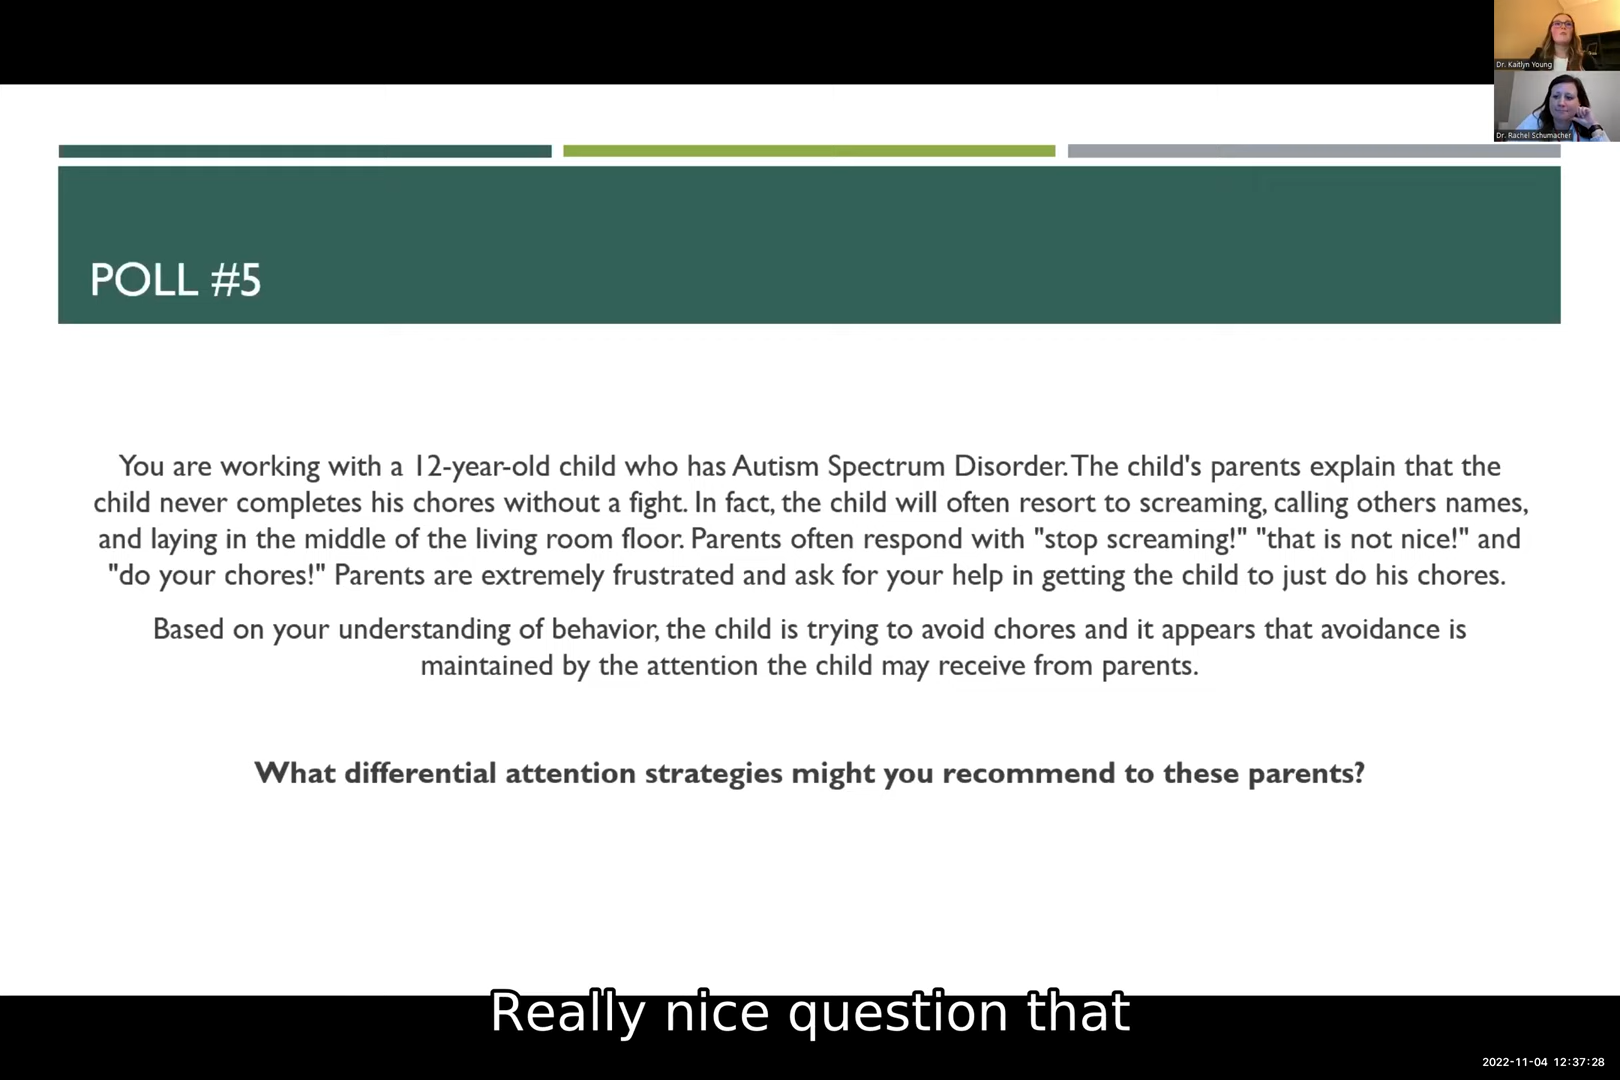 Dr. Kaitlyn Young
Dr. Rachel Schumacher
POLL #5
You are working with a 12-year-old child who has Autism Spectrum Disorder. The child's parents explain that the
child never completes his chores without a fight. In fact, the child will often resort to screaming, calling others names,
and laying in the middle of the living room floor. Parents often respond with "stop screaming!" "that is not nice!" and
"do your chores!" Parents are extremely frustrated and ask for your help in getting the child to just do his chores.
Based on your understanding of behavior, the child is trying to avoid chores and it appears that avoidance is
maintained by the attention the child may receive from parents.
What differential attention strategies might you recommend to these parents?
Really nice question that
2022-11-04 12:37:28